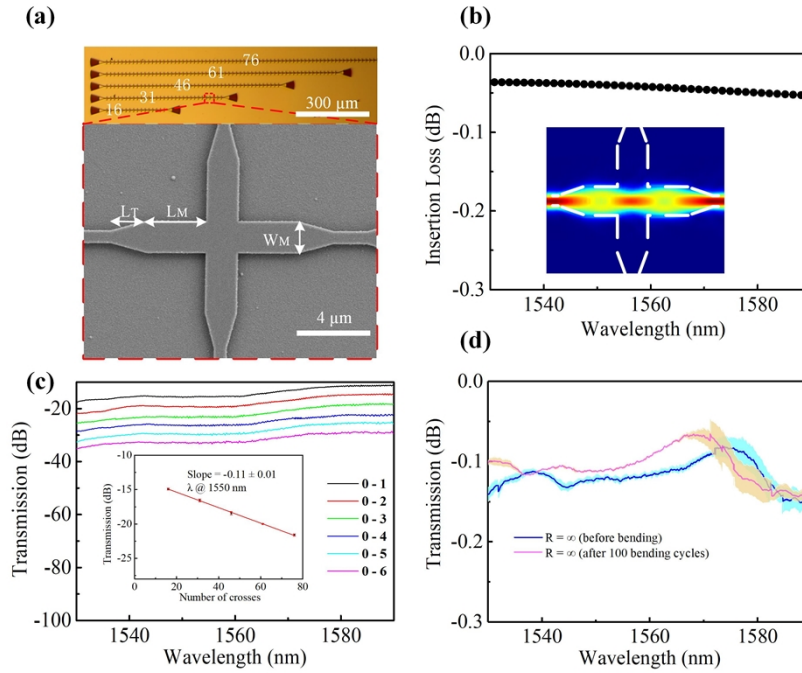 (a)
76
61
46
31
16
300 μm
LT
LM
WM
4 μm
(b)
0.0
-0.1
-0.2
-0.3
Insertion Loss (dB)
1540
1560
1580
Wavelength (nm)
(c)
-20
-40
-60
-80
-100
Transmission (dB)
1540
1560
1580
Wavelength (nm)
Slope = -0.11 ± 0.01
λ @ 1550 nm
-10
-15
-20
-25
Transmission (dB)
0
20
40
60
80
Number of crosses
0 - 1
0 - 2
0 - 3
0 - 4
0 - 5
0 - 6
(d)
0.0
-0.1
-0.2
-0.3
Transmission (dB)
R = ∞ (before bending)
R = ∞ (after 100 bending cycles)
1540
1560
1580
Wavelength (nm)